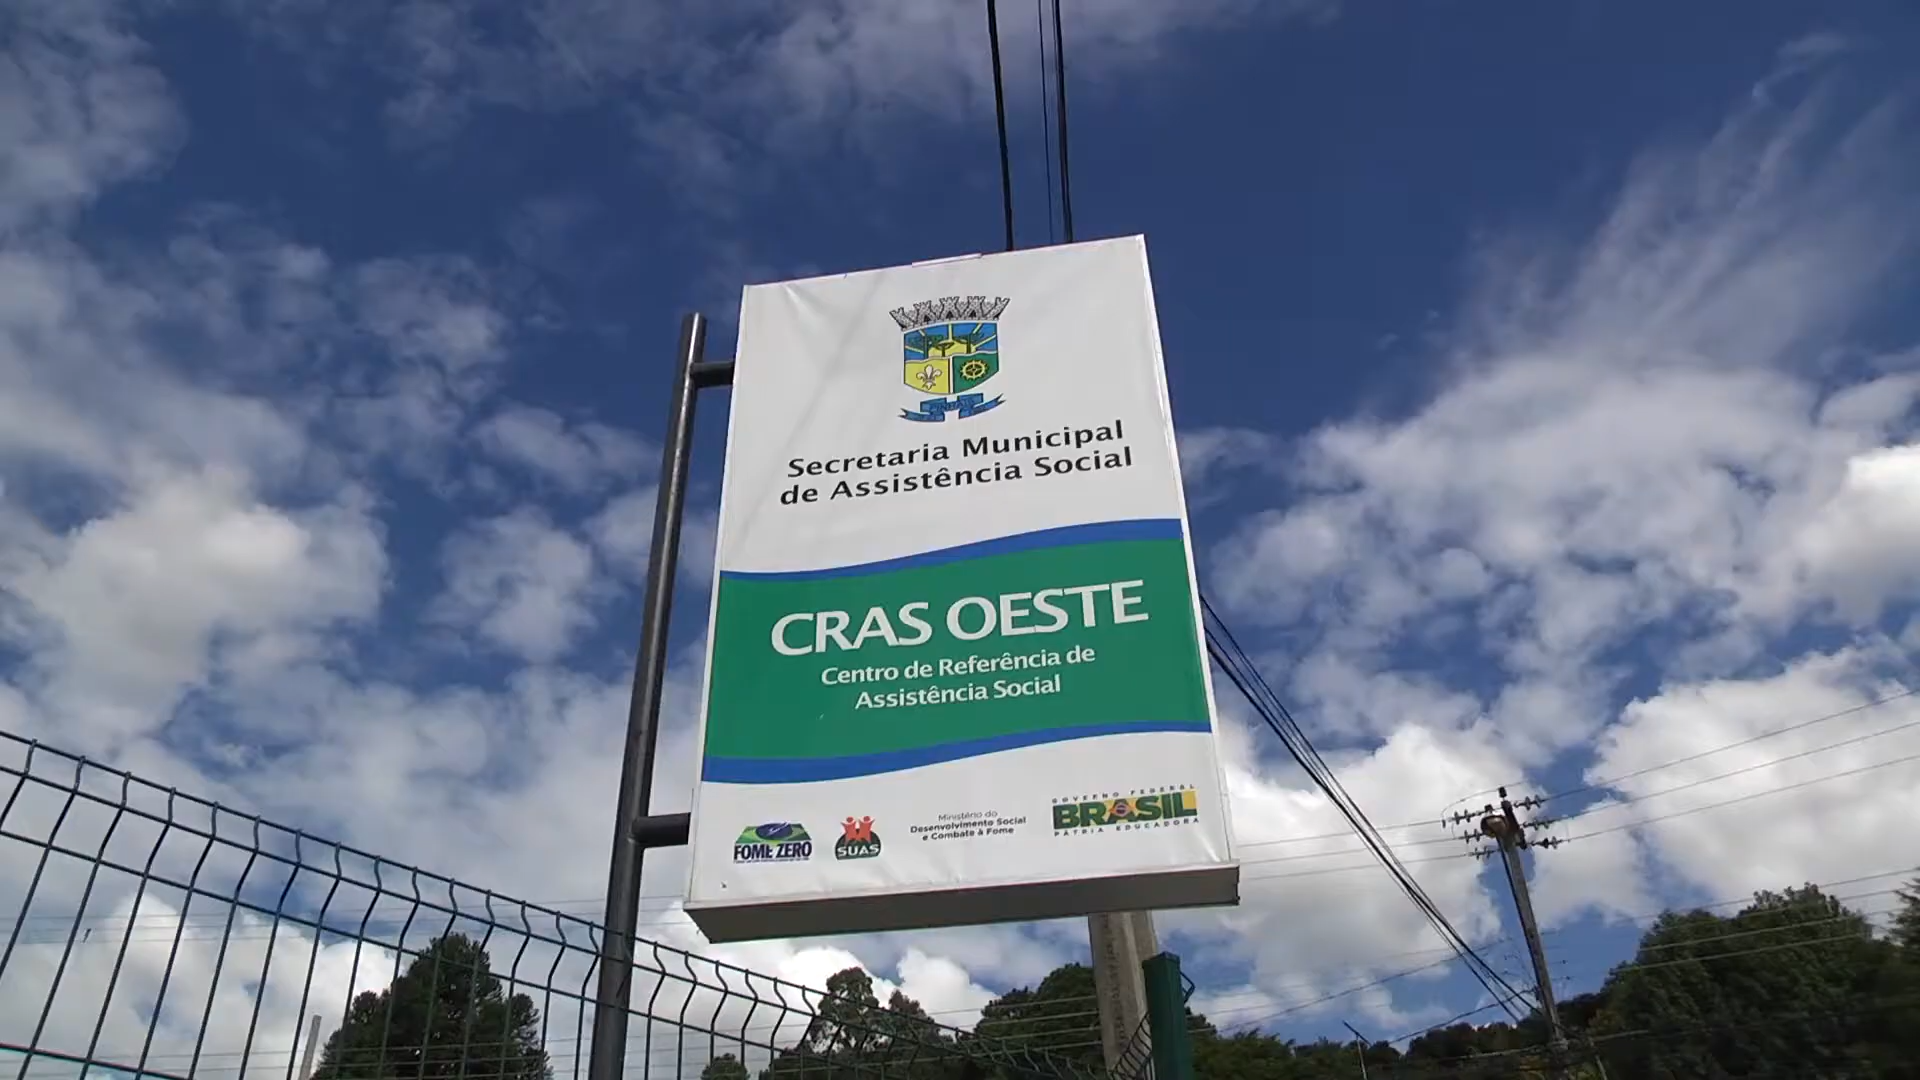 PINHAIS
Secretaria Municipal
de Assistência Social
CRAS OESTE
Centro de Referência de
Assistência Social
FOME ZERO
SUAS
Ministério do
Desenvolvimento Social
e Combate à Fome
GOVERNO FEDERAL
BRASIL
PÁTRIA EDUCADORA